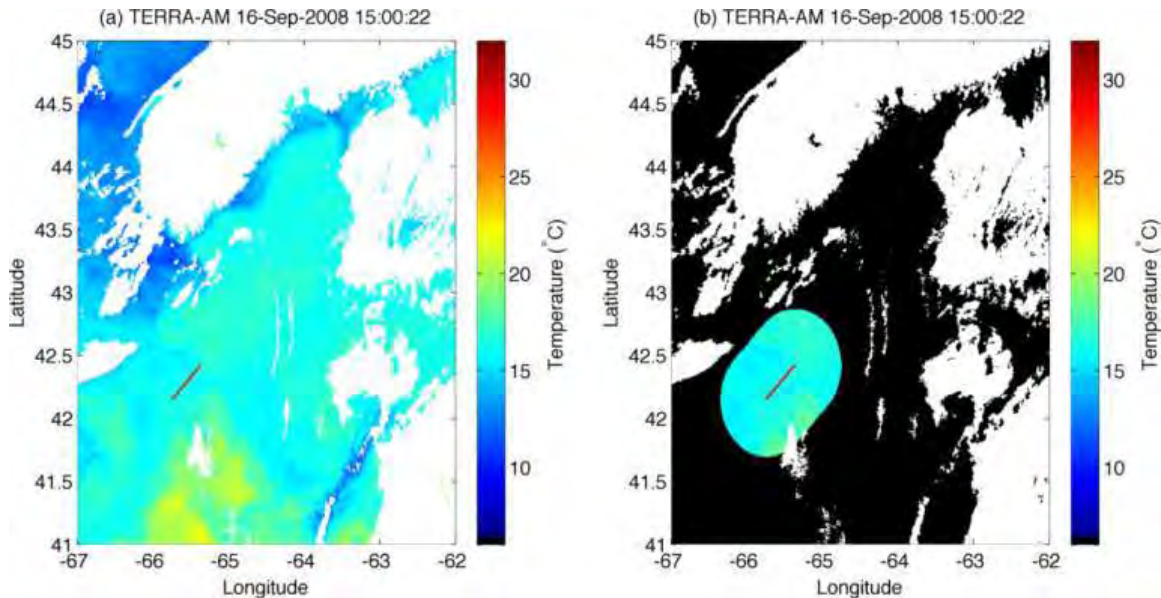 (a) TERRA-AM 16-Sep-2008 15:00:22
45
44.5
44
43.5
43
42.5
42
41.5
41
Latitude
-67 -66 -65 -64 -63 -62
Longitude
30
25
20
15
10
Temperature (°C)
(b) TERRA-AM 16-Sep-2008 15:00:22
45
44.5
44
43.5
43
42.5
42
41.5
41
Latitude
-67 -66 -65 -64 -63 -62
Longitude
30
25
20
15
10
Temperature (°C)